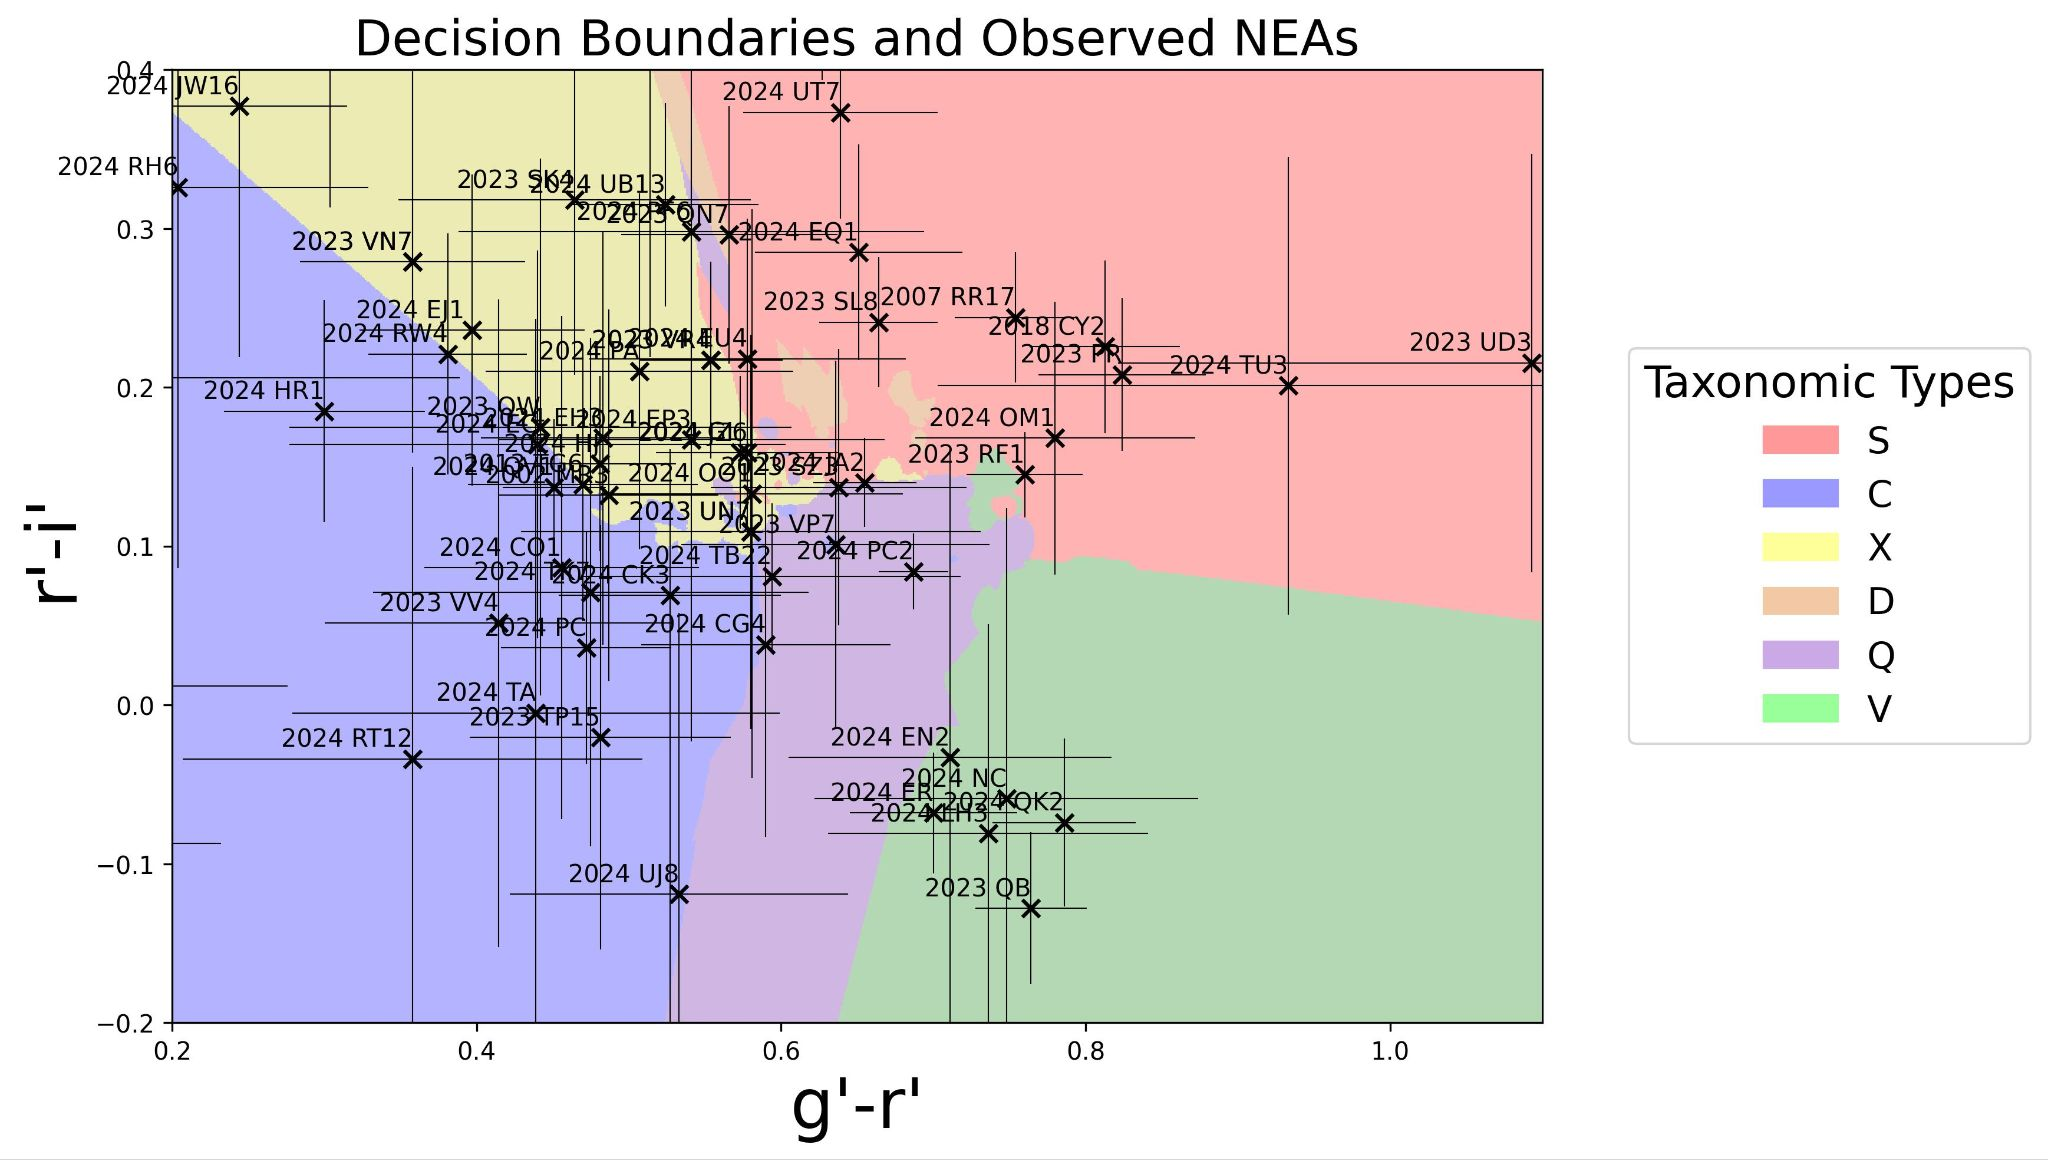 Decision Boundaries and Observed NEAs
0.4
2024 JW16
2024 UT7
2024 RH6
2023 SK4
2024 UB13
2023 QN7
2024 EQ1
0.3
2023 VN7
2023 SL8
2007 RR17
2024 EJ1
2018 CY2
2024 RW4
2024 EU4
2023 UD3
2024 PA
2024 TU3
0.2
2024 HR1
2023 QW
2024 EP3
2024 OM1
2023 RF1
2024 OO1
2023 UN7
2023 VP7
0.1
2024 CO1
2024 TB22
2024 PC2
2024 CK3
2023 VV4
2024 PC
2024 CG4
0.0
2024 TA
2023 TP15
2024 RT12
2024 EN2
2024 NC
2024 ER
2024 QK2
2024 LH3
−0.1
2024 UJ8
2023 QB
−0.2
0.2 0.4 0.6 0.8 1.0
g'-r'
r'-i'
Taxonomic Types
S
C
X
D
Q
V